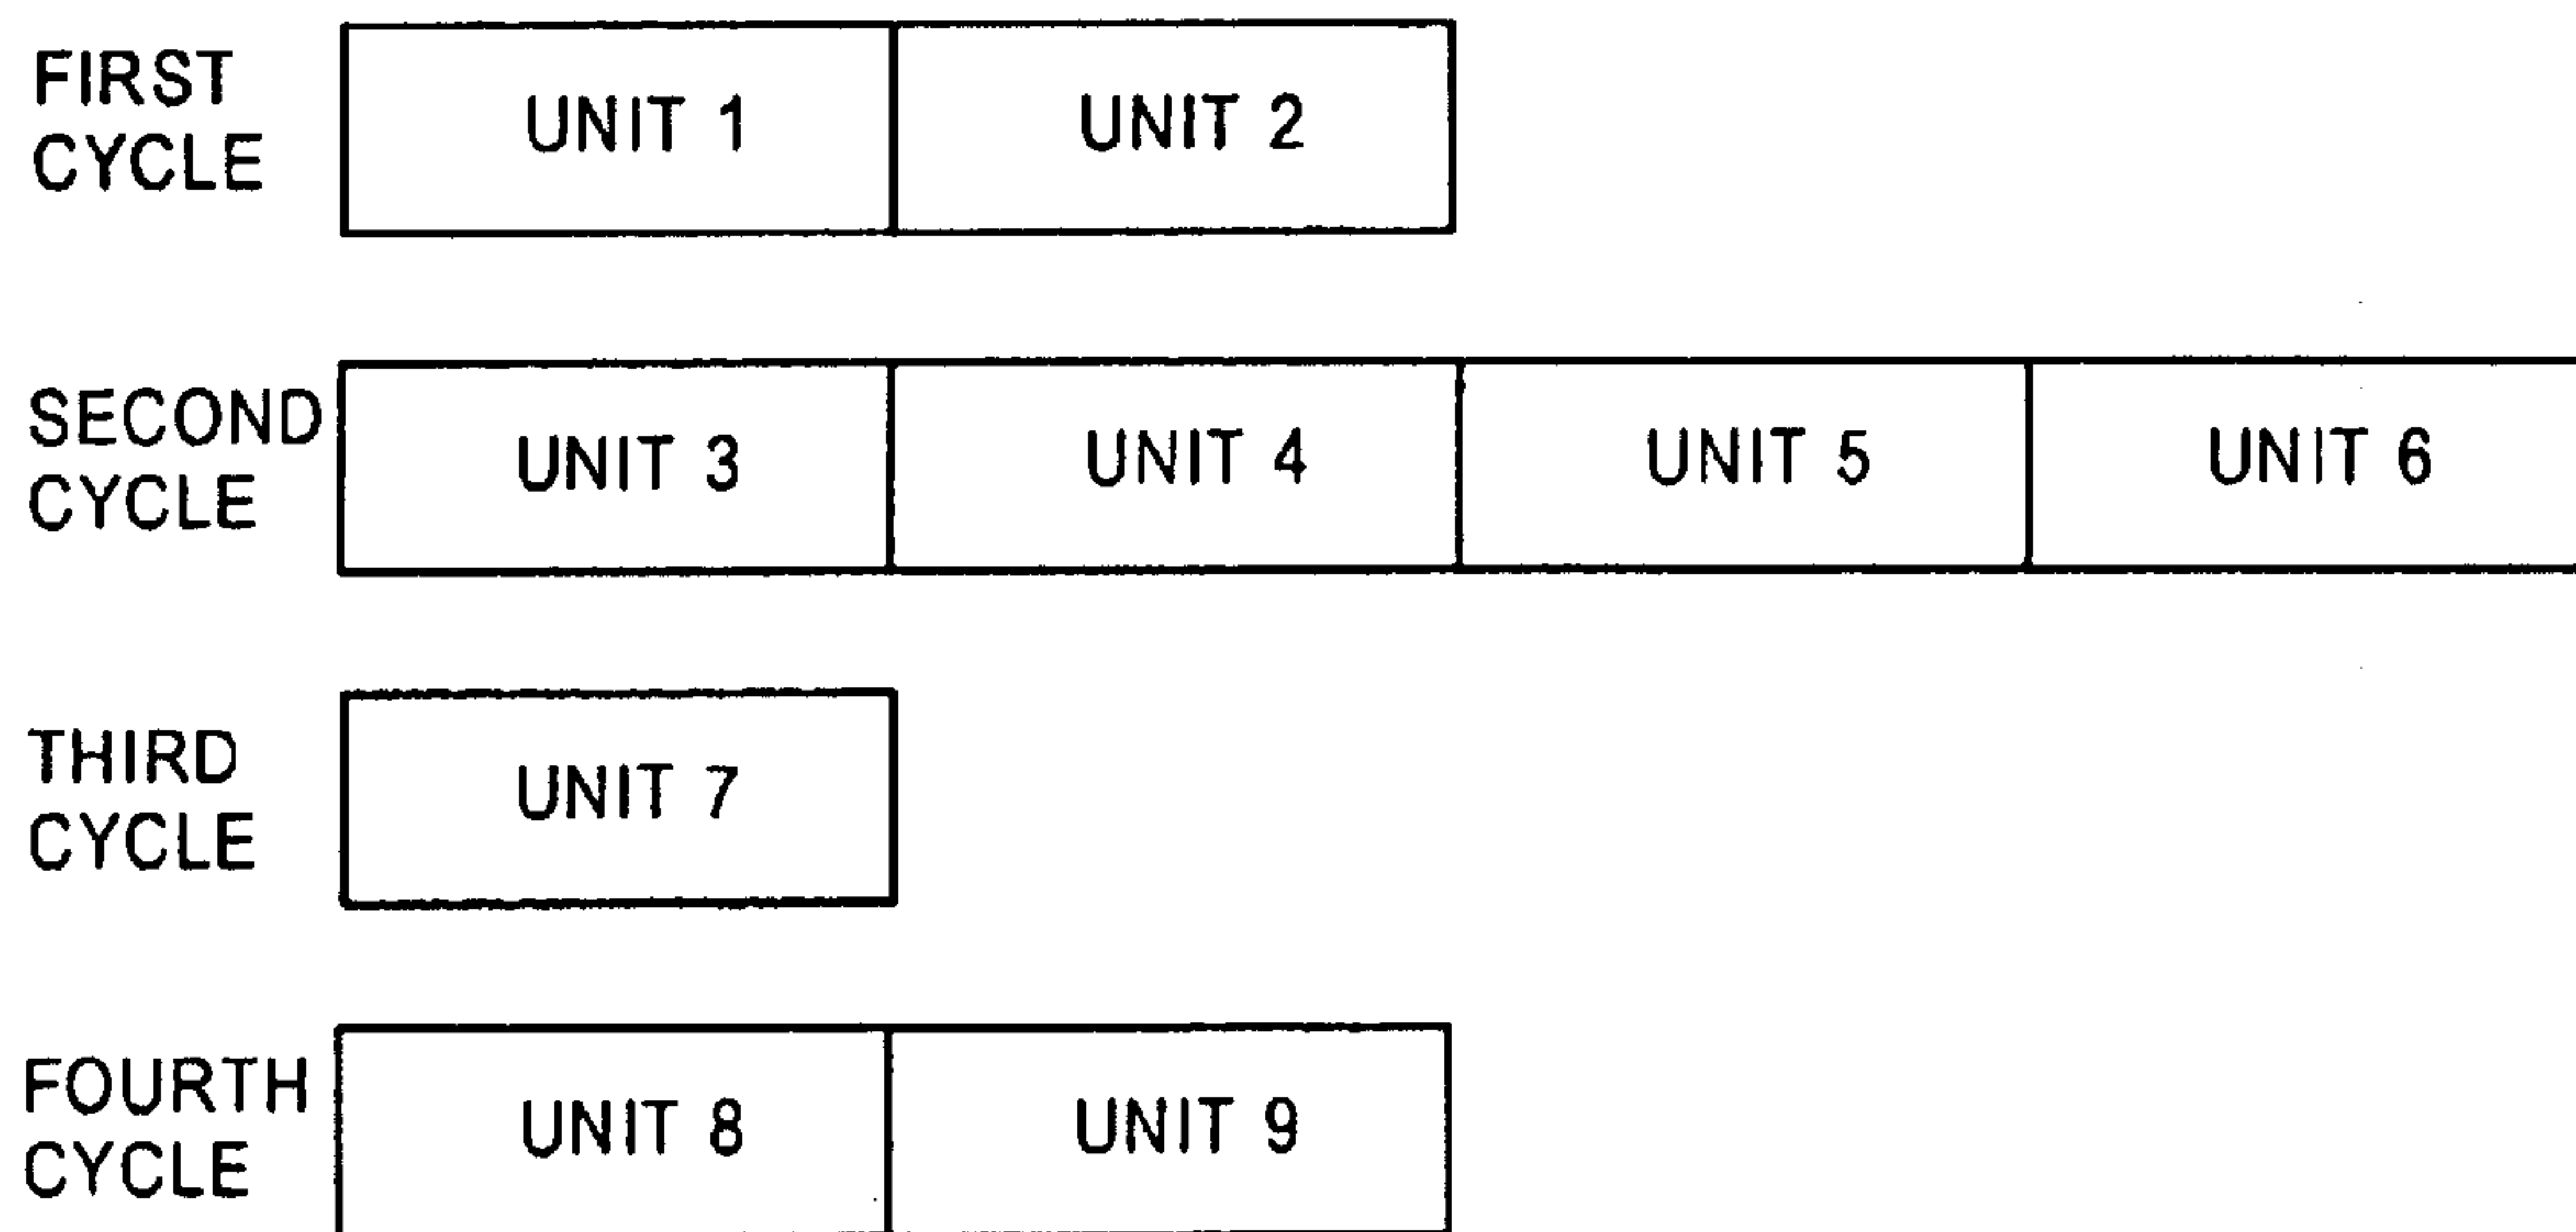 FIRST
CYCLE
UNIT 1
UNIT 2
SECOND
CYCLE
UNIT 3
UNIT 4
UNIT 5
UNIT 6
THIRD
CYCLE
UNIT 7
FOURTH
CYCLE
UNIT 8
UNIT 9